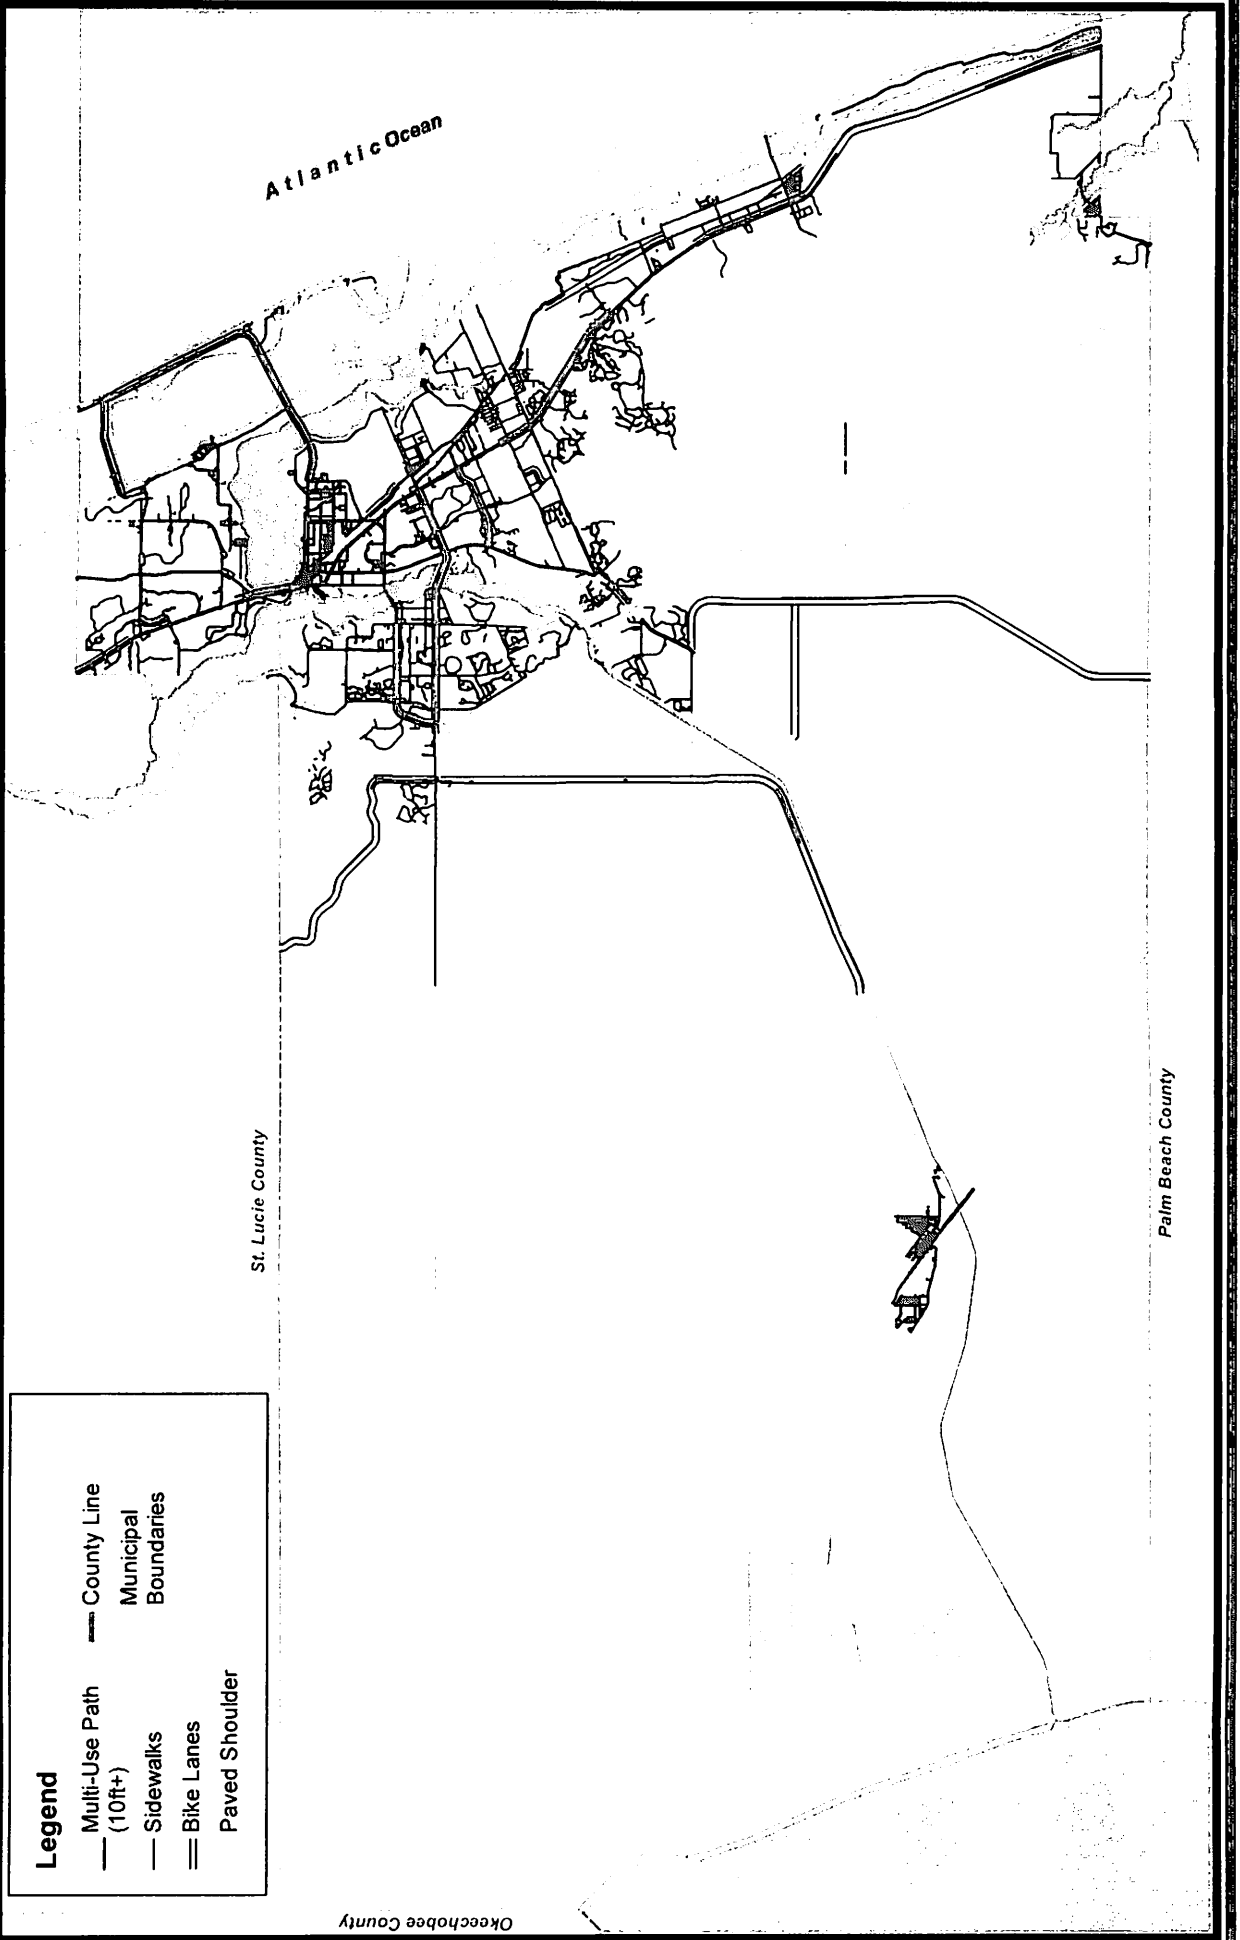 Legend
Multi-Use Path
(10ft+)
Sidewalks
Bike Lanes
Paved Shoulder
County Line
Municipal
Boundaries
Atlantic Ocean
St. Lucie County
Okeechobee County
Palm Beach County